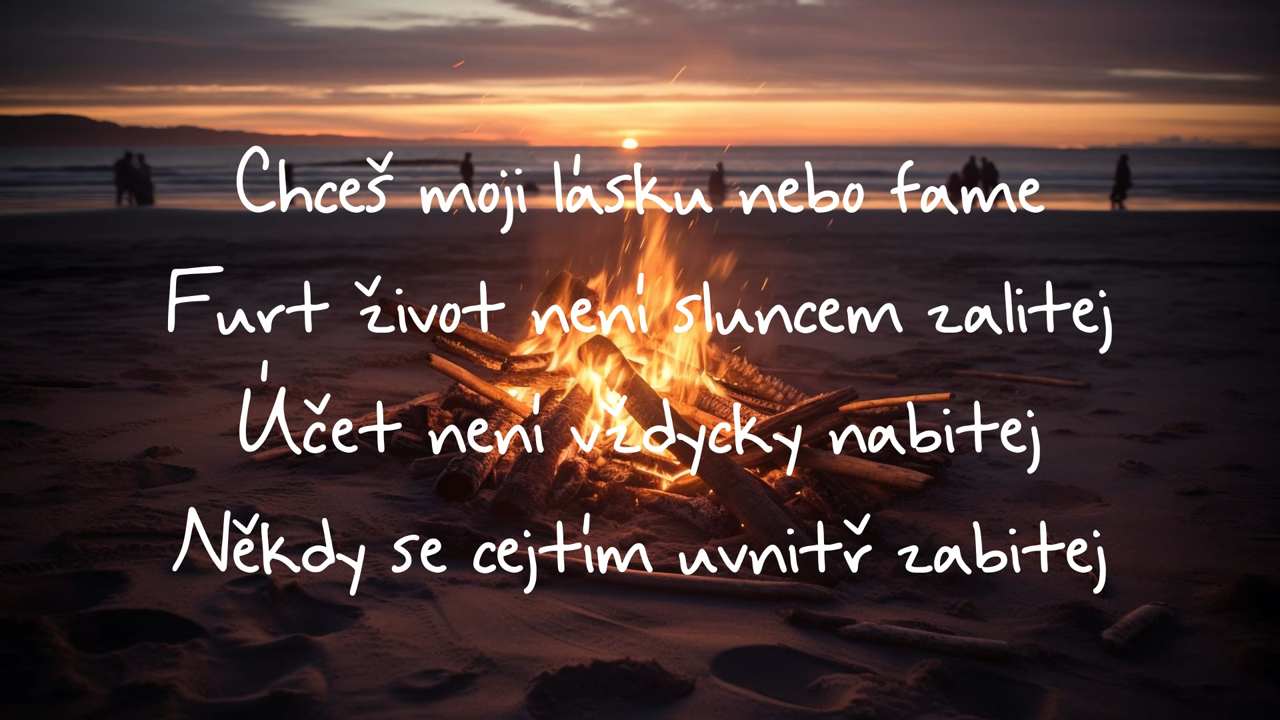 Chceš moji lásku nebo fame
Furt život není sluncem zalitej
Účet není vždycky nabitej
Někdy se cejtím uvnitř zabitej